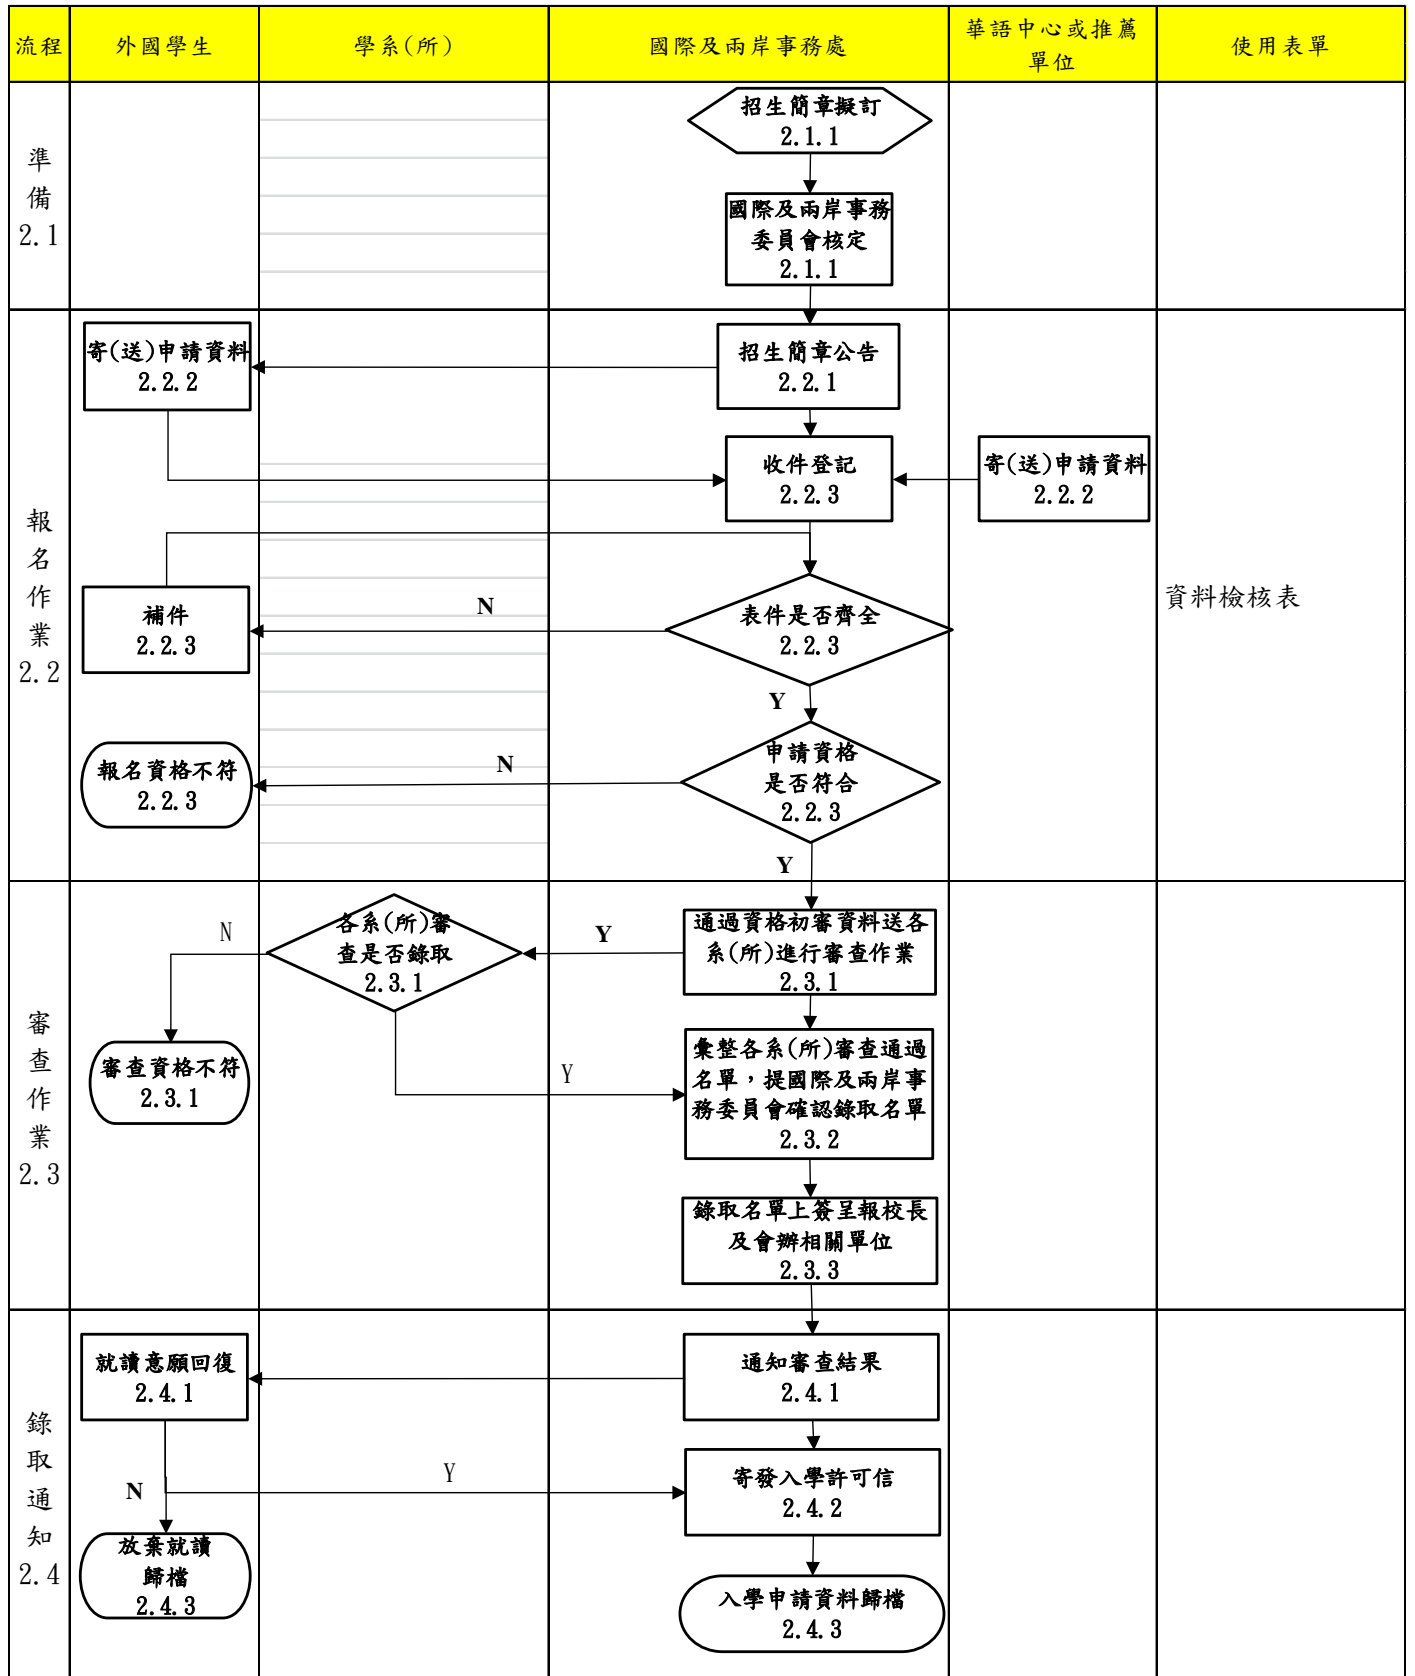 流程
外國學生
學系(所)
國際及兩岸事務處
華語中心或推薦
單位
使用表單
準
備
2.1
招生簡章擬訂
2.1.1
國際及兩岸事務
委員會核定
2.1.1
報
名
作
業
2.2
寄(送)申請資料
2.2.2
招生簡章公告
2.2.1
收件登記
2.2.3
寄(送)申請資料
2.2.2
補件
2.2.3
N
表件是否齊全
2.2.3
資料檢核表
Y
報名資格不符
2.2.3
N
申請資格
是否符合
2.2.3
Y
審
查
作
業
2.3
N
各系(所)審
查是否錄取
2.3.1
Y
通過資格初審資料送各
系(所)進行審查作業
2.3.1
審查資格不符
2.3.1
Y
彙整各系(所)審查通過
名單，提國際及兩岸事
務委員會確認錄取名單
2.3.2
錄取名單上簽呈報校長
及會辦相關單位
2.3.3
錄
取
通
知
2.4
就讀意願回復
2.4.1
通知審查結果
2.4.1
N
Y
寄發入學許可信
2.4.2
放棄就讀
歸檔
2.4.3
入學申請資料歸檔
2.4.3